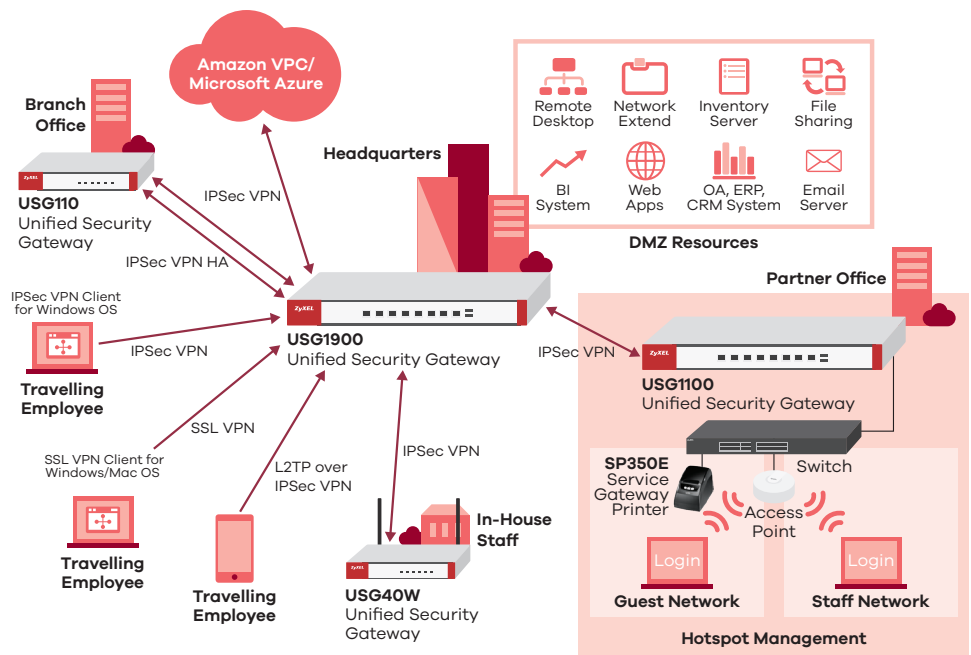 Amazon VPC/
Microsoft Azure
Branch
Office
ZyXEL
USG110
Unified Security
Gateway
IPSec VPN
IPSec VPN HA
Headquarters
Remote
Desktop
Network
Extend
Inventory
Server
File
Sharing
BI
System
Web
Apps
OA, ERP,
CRM System
Email
Server
DMZ Resources
ZyXEL
USG1900
Unified Security Gateway
IPSec VPN Client
for Windows OS
IPSec VPN
Travelling
Employee
SSL VPN Client for
Windows/Mac OS
SSL VPN
Travelling
Employee
L2TP over
IPSec VPN
Travelling
Employee
IPSec VPN
In-House
Staff
ZyXEL
USG40W
Unified Security
Gateway
IPSec VPN
Partner Office
ZyXEL
USG1100
Unified Security Gateway
Switch
SP350E
Service
Gateway
Printer
Access
Point
Login
Guest Network
Login
Staff Network
Hotspot Management